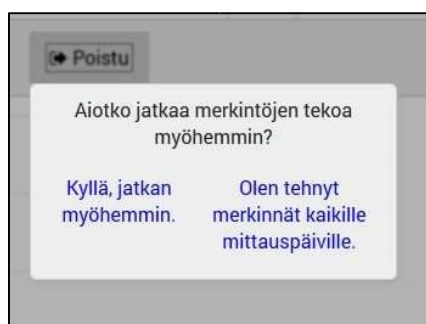 Poistu
Aiotko jatkaa merkintöjen tekoa
myöhemmin?
Kyllä, jatkan
myöhemmin.
Olen tehnyt
merkinnät kaikille
mittauspäiville.